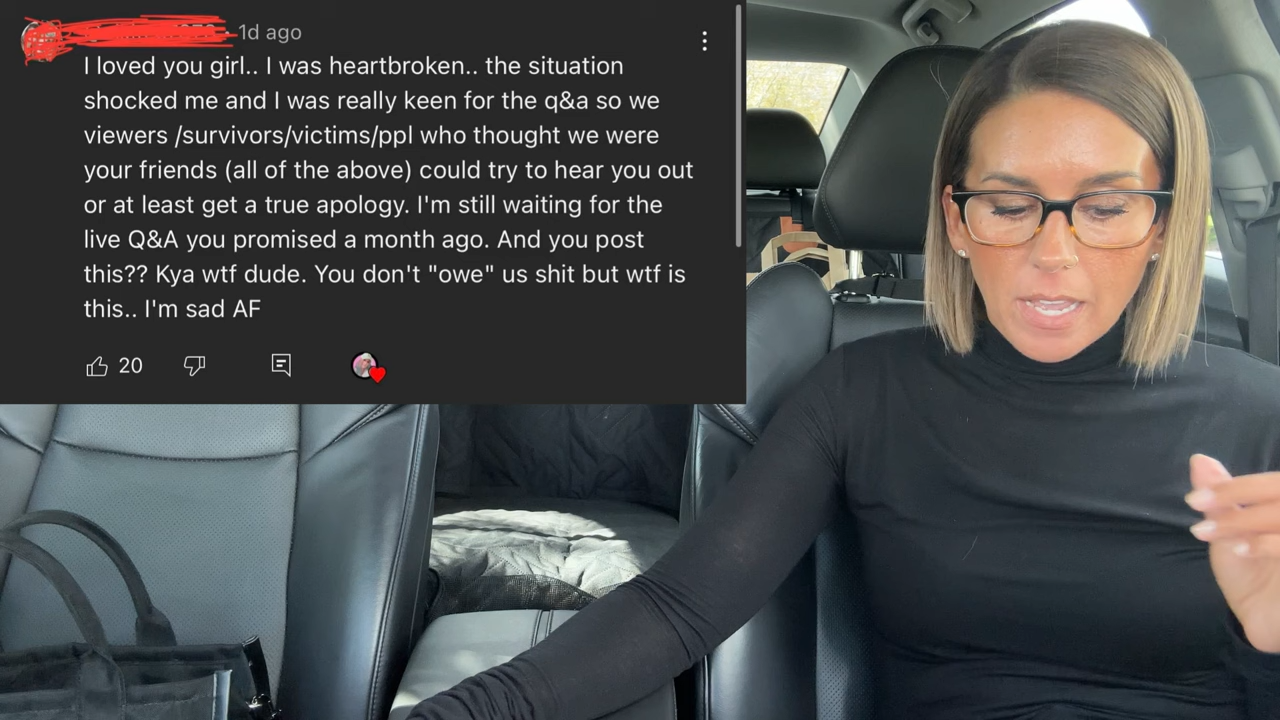 1d ago
I loved you girl.. I was heartbroken.. the situation
shocked me and I was really keen for the q&a so we
viewers /survivors/victims/ppl who thought we were
your friends (all of the above) could try to hear you out
or at least get a true apology. I'm still waiting for the
live Q&A you promised a month ago. And you post
this?? Kya wtf dude. You don't "owe" us shit but wtf is
this.. I'm sad AF
20